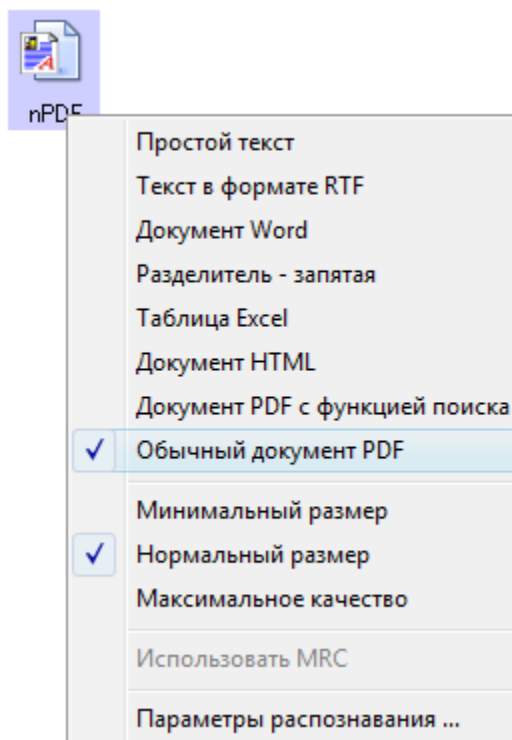 nPDF
Простой текст
Текст в формате RTF
Документ Word
Разделитель - запятая
Таблица Excel
Документ HTML
Документ PDF с функцией поиска
Обычный документ PDF
Минимальный размер
Нормальный размер
Максимальное качество
Использовать MRC
Параметры распознавания ...